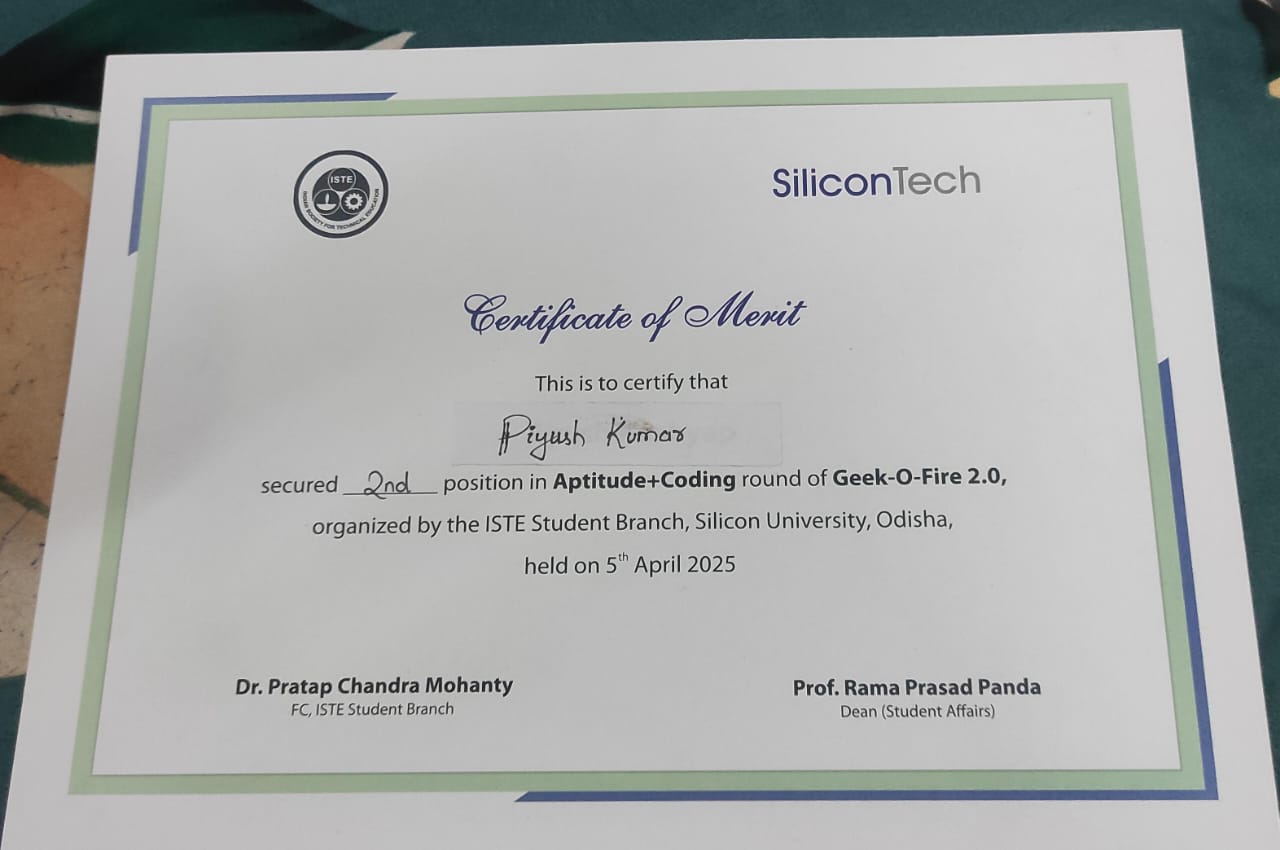 ISTE
INDIAN SOCIETY FOR TECHNICAL EDUCATION
SiliconTech
Certificate of Merit
This is to certify that
Piyush Kumar
secured 2nd position in Aptitude+Coding round of Geek-O-Fire 2.0,
organized by the ISTE Student Branch, Silicon University, Odisha,
held on 5th April 2025
Dr. Pratap Chandra Mohanty
FC, ISTE Student Branch
Prof. Rama Prasad Panda
Dean (Student Affairs)